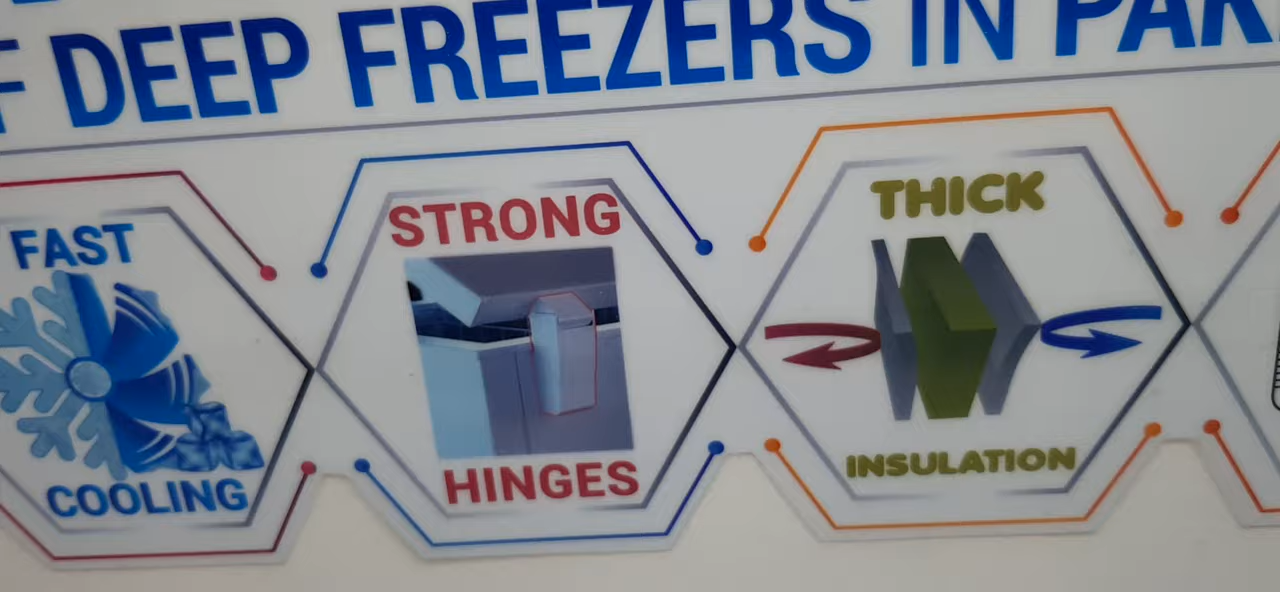 DEEP FREEZERS IN
FAST
COOLING
STRONG
HINGES
THICK
INSULATION